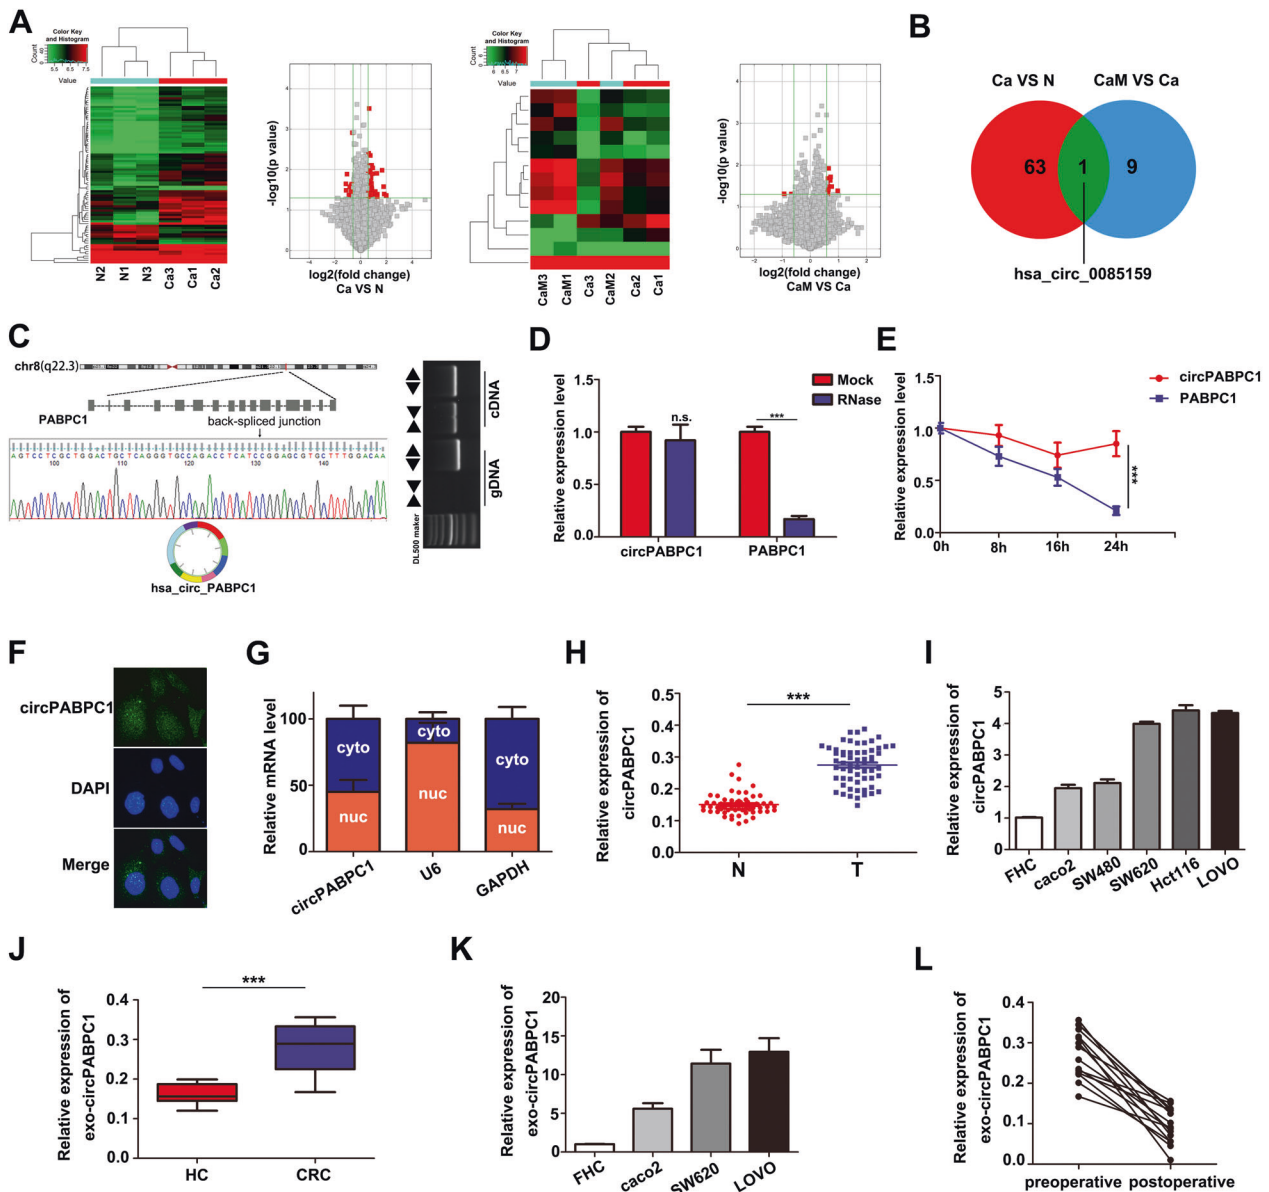 A
Color Key
and Histogram
Count
Value
N2
N1
N3
Ca3
Ca1
Ca2
-log10(p value)
log2(fold change)
Ca VS N
Color Key
and Histogram
Count
Value
CaM3
CaM1
Ca3
CaM2
Ca2
Ca1
-log10(p value)
log2(fold change)
CaM VS Ca
B
Ca VS N
CaM VS Ca
63
1
9
hsa_circ_0085159
C
chr8(q22.3)
PABPC1
back-spliced junction
AGTCCTCGCTGGACTGCTCAGGGTGCCAGACCTCATCCGGAGCGTGCTTTGGACAA
100
120
130
140
hsa_circ_PABPC1
cDNA
gDNA
DL500 maker
D
Relative expression level
1.5
1.0
0.5
0.0
n.s.
***
Mock
RNase
circPABPC1
PABPC1
E
Relative expression level
1.5
1.0
0.5
0.0
0h
8h
16h
24h
circPABPC1
PABPC1
***
F
circPABPC1
DAPI
Merge
G
Relative mRNA level
100
50
0
cyto
nuc
cyto
nuc
cyto
nuc
circPABPC1
U6
GAPDH
H
Relative expression of
circPABPC1
0.5
0.4
0.3
0.2
0.1
0.0
***
N
T
I
Relative expression of
circPABPC1
5
4
3
2
1
0
FHC
caco2
SW480
SW620
Hct116
LOVO
J
Relative expression of
exo-circPABPC1
0.4
0.3
0.2
0.1
0.0
***
HC
CRC
K
Relative expression of
exo-circPABPC1
20
15
10
5
0
FHC
caco2
SW620
LOVO
L
Relative expression of
exo-circPABPC1
0.4
0.3
0.2
0.1
0.0
preoperative
postoperative